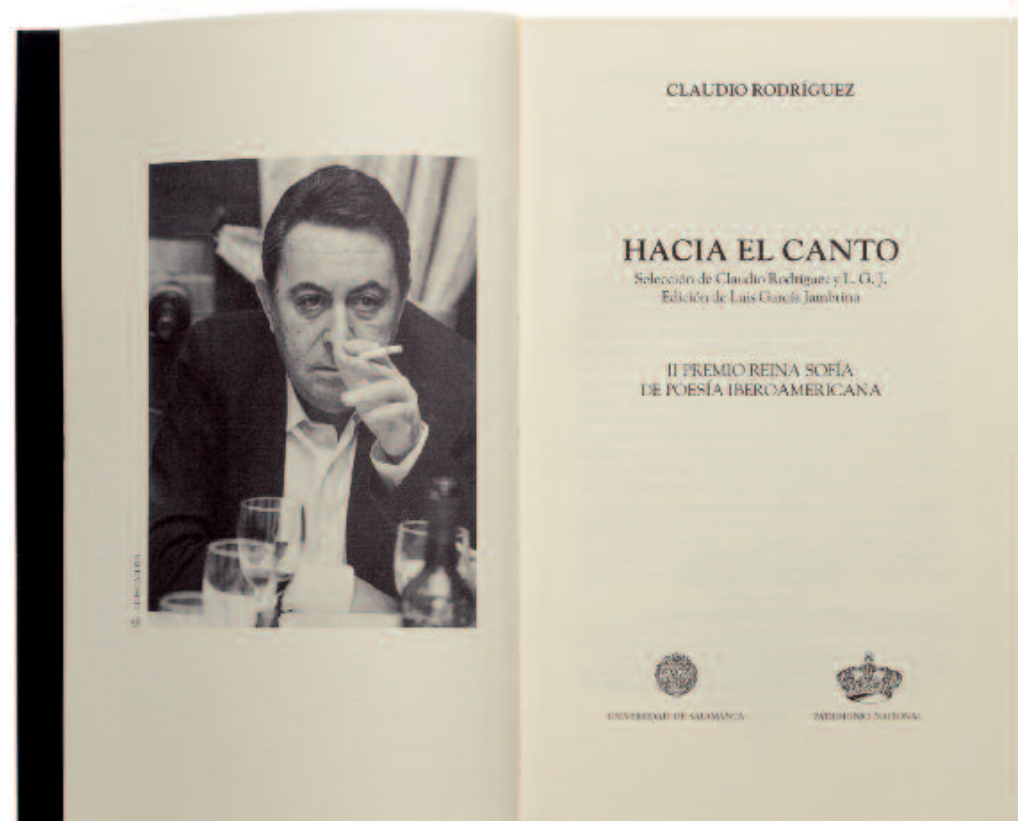 CLAUDIO RODRÍGUEZ
HACIA EL CANTO
Selección de Claudio Rodríguez y L. G. J.
Edición de Luis García Jambrina
II PREMIO REINA SOFÍA
DE POESÍA IBEROAMERICANA
UNIVERSIDAD DE SALAMANCA
PATRIMONIO NACIONAL